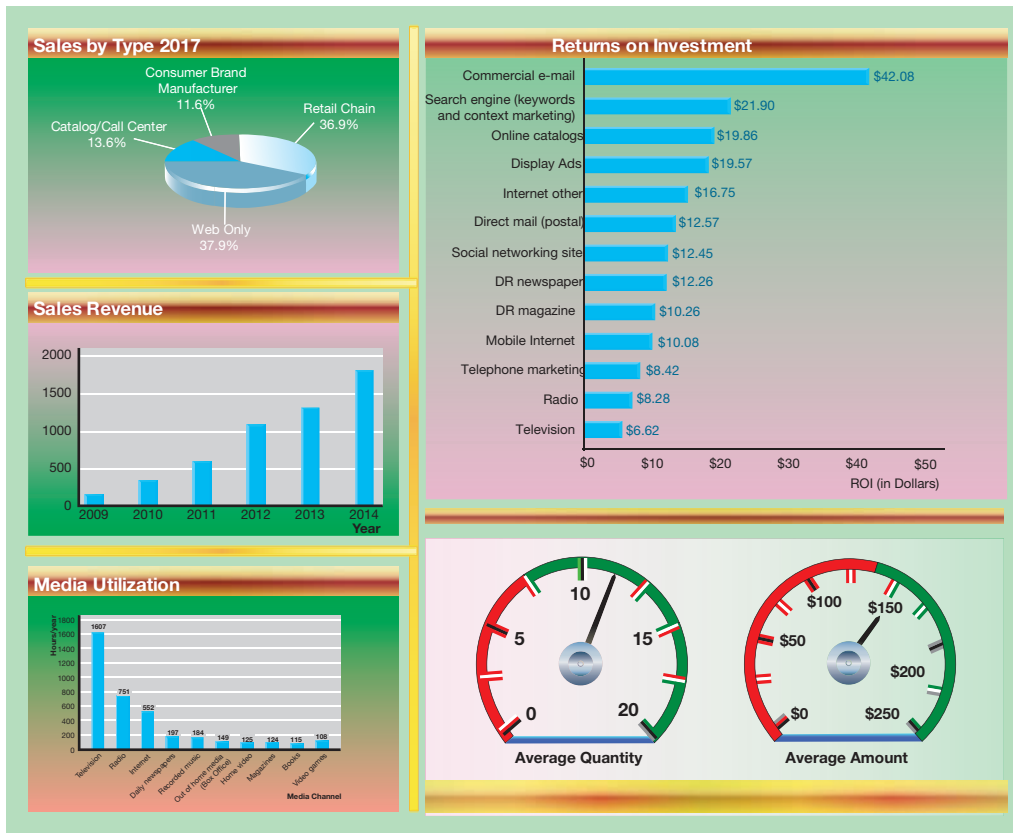 Sales by Type 2017
Consumer Brand
Manufacturer
11.6%
Retail Chain
36.9%
Catalog/Call Center
13.6%
Web Only
37.9%
Sales Revenue
2000
1500
1000
500
0
2009 2010 2011 2012 2013 2014
Year
Media Utilization
Hours/year
1800
1600
1400
1200
1000
800
600
400
200
0
1607
751
552
197
184
149
125
124
115
108
Television
Radio
Internet
Daily newspapers
Recorded music
Out of home media
(Box Office)
Home video
Magazines
Books
Video games
Media Channel
Returns on Investment
Commercial e-mail $42.08
Search engine (keywords
and context marketing) $21.90
Online catalogs $19.86
Display Ads $19.57
Internet other $16.75
Direct mail (postal) $12.57
Social networking site $12.45
DR newspaper $12.26
DR magazine $10.26
Mobile Internet $10.08
Telephone marketing $8.42
Radio $8.28
Television $6.62
$0 $10 $20 $30 $40 $50
ROI (in Dollars)
0
5
10
15
20
Average Quantity
$0
$50
$100
$150
$200
$250
Average Amount